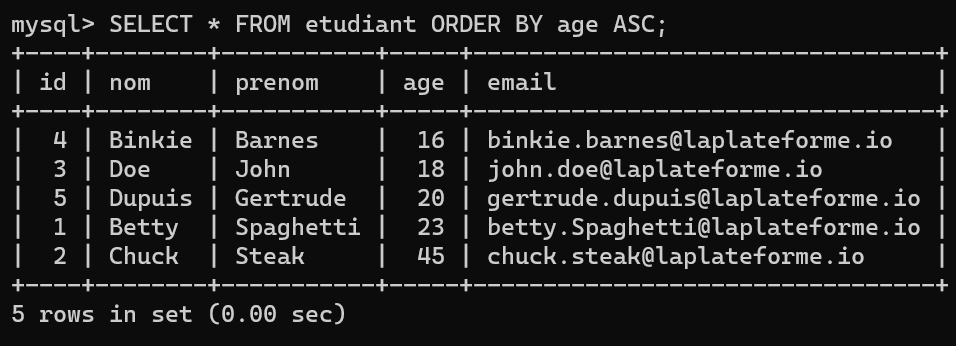 mysql> SELECT * FROM etudiant ORDER BY age ASC;
+----+---------+-----------+-----+--------------------------------+
| id | nom     | prenom    | age | email                          |
+----+---------+-----------+-----+--------------------------------+
|  4 | Binkie  | Barnes    |  16 | binkie.barnes@laplateforme.io  |
|  3 | Doe     | John      |  18 | john.doe@laplateforme.io       |
|  5 | Dupuis  | Gertrude  |  20 | gertrude.dupuis@laplateforme.io |
|  1 | Betty   | Spaghetti |  23 | betty.Spaghetti@laplateforme.io |
|  2 | Chuck   | Steak     |  45 | chuck.steak@laplateforme.io    |
+----+---------+-----------+-----+--------------------------------+
5 rows in set (0.00 sec)